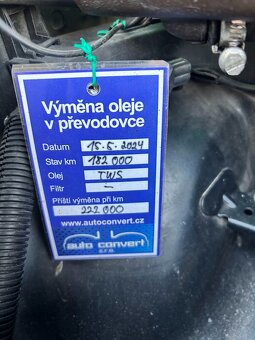 Výměna oleje
v převodovce
Datum 15.5.2024
Stav km 182 000
Olej TWS
Filtr –
Příští výměna při km
222 000
www.autoconvert.cz
auto convert
s.r.o.